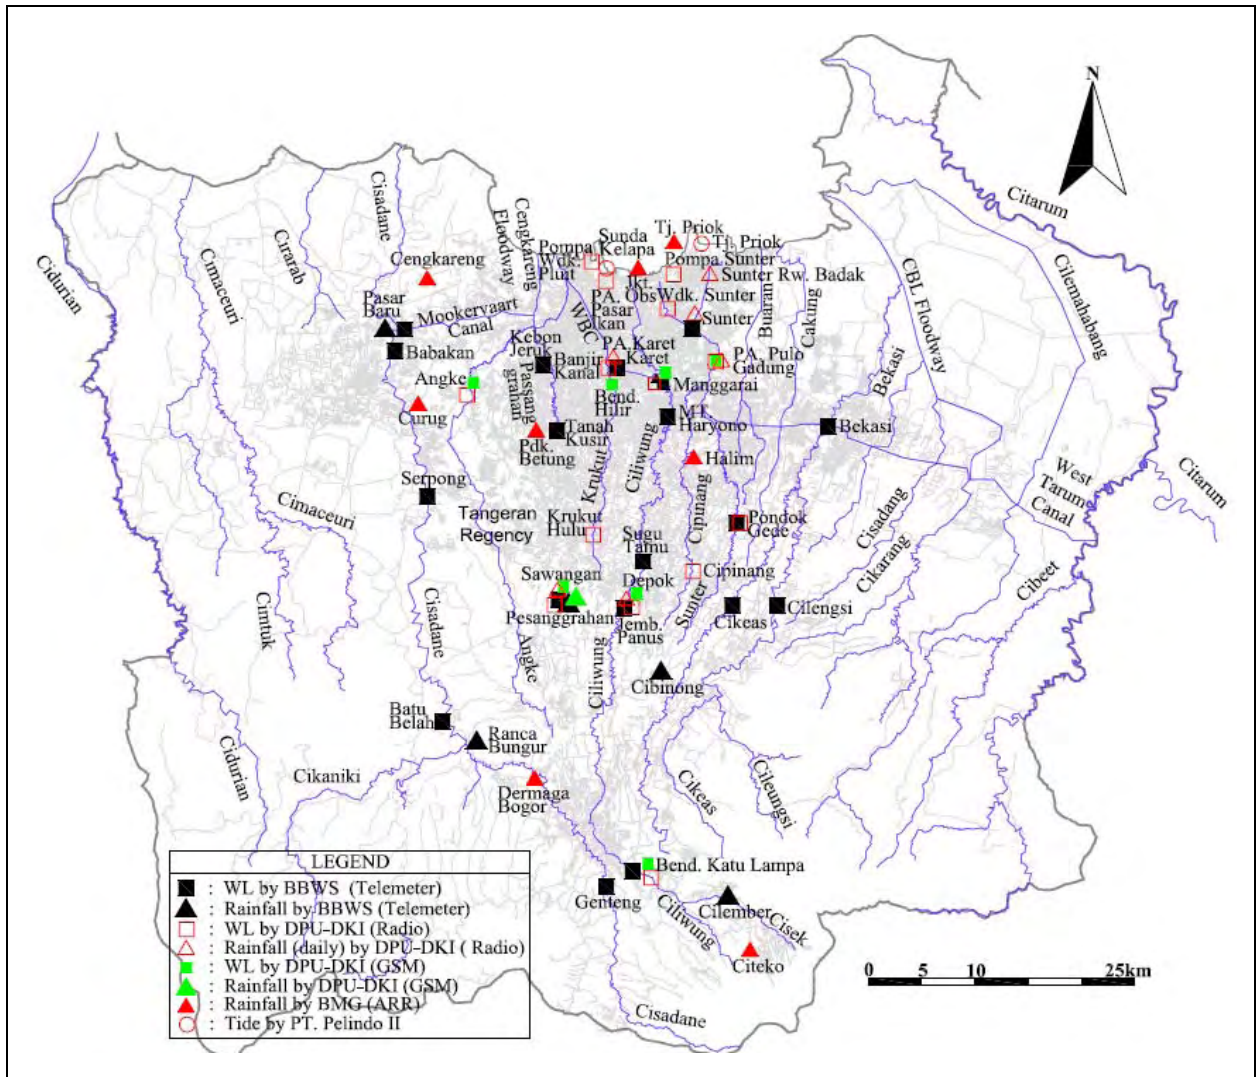 N
Citarum
Cisadane
Cirarab
Cimaceuri
Cidurian
Cengkareng
Floodway
Cengkareng
Pompa
Wdk.
Pluit
Sunda
Kelapa
Tj. Priok
Tj. Priok
Pompa Sunter
Sunter Rw. Badak
Jkt.
PA. Obs
Wdk. Sunter
Pasar
Ikan
Sunter
Buaran
Cakung
CBL Floodway
Cilemahabang
Pasar
Baru
Mookervaart
Canal
WBC
Babakan
Kebon
Jeruk
Banjir
Kanal
PA Karet
Karet
PA. Pulo
Gadung
Bekasi
Angke
Passang
grahan
Bend.
Hilir
Manggarai
Curug
MT.
Haryono
Bekasi
Tanah
Kusir
Pdk.
Betung
Krukut
Ciliwung
Halim
Serpong
Cimaceuri
Tangeran
Regency
Krukut
Hulu
Cipinang
Pondok
Gede
Cisadang
West
Tarum
Canal
Citarum
Sugu
Tamu
Cikarang
Cibeet
Sawangan
Depok
Cipinang
Sunter
Pesanggrahan
Jemb.
Panus
Cikeas
Cilengsi
Cimtuk
Cisadane
Angke
Ciliwung
Cibinong
Batu
Belah
Ranca
Bungur
Cidurian
Cikaniki
Dermaga
Bogor
Cikeas
Cileungsi
Bend. Katu Lampa
Genteng
Ciliwung
Cilember
Cisek
Citeko
Cisadane
LEGEND
: WL by BBWS (Telemeter)
: Rainfall by BBWS (Telemeter)
: WL by DPU-DKI (Radio)
: Rainfall (daily) by DPU-DKI ( Radio)
: WL by DPU-DKI (GSM)
: Rainfall by DPU-DKI (GSM)
: Rainfall by BMG (ARR)
: Tide by PT. Pelindo II
0 5 10 25km